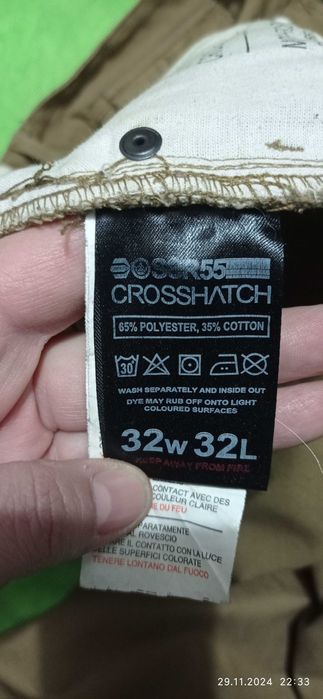 CROSSHATCH
65% POLYESTER, 35% COTTON
30
WASH SEPARATELY AND INSIDE OUT
DYE MAY RUB OFF ONTO LIGHT
COLOURED SURFACES
32W 32L
KEEP AWAY FROM FIRE
CONTACT AVEC DES
COULEUR CLAIRE
DU FEU
AL ROVESCIO
IL CONTATTO CON LA LUCE
SUPERFICI COLORATE
TENERE LONTANO DAL FUOCO
29.11.2024 22:33